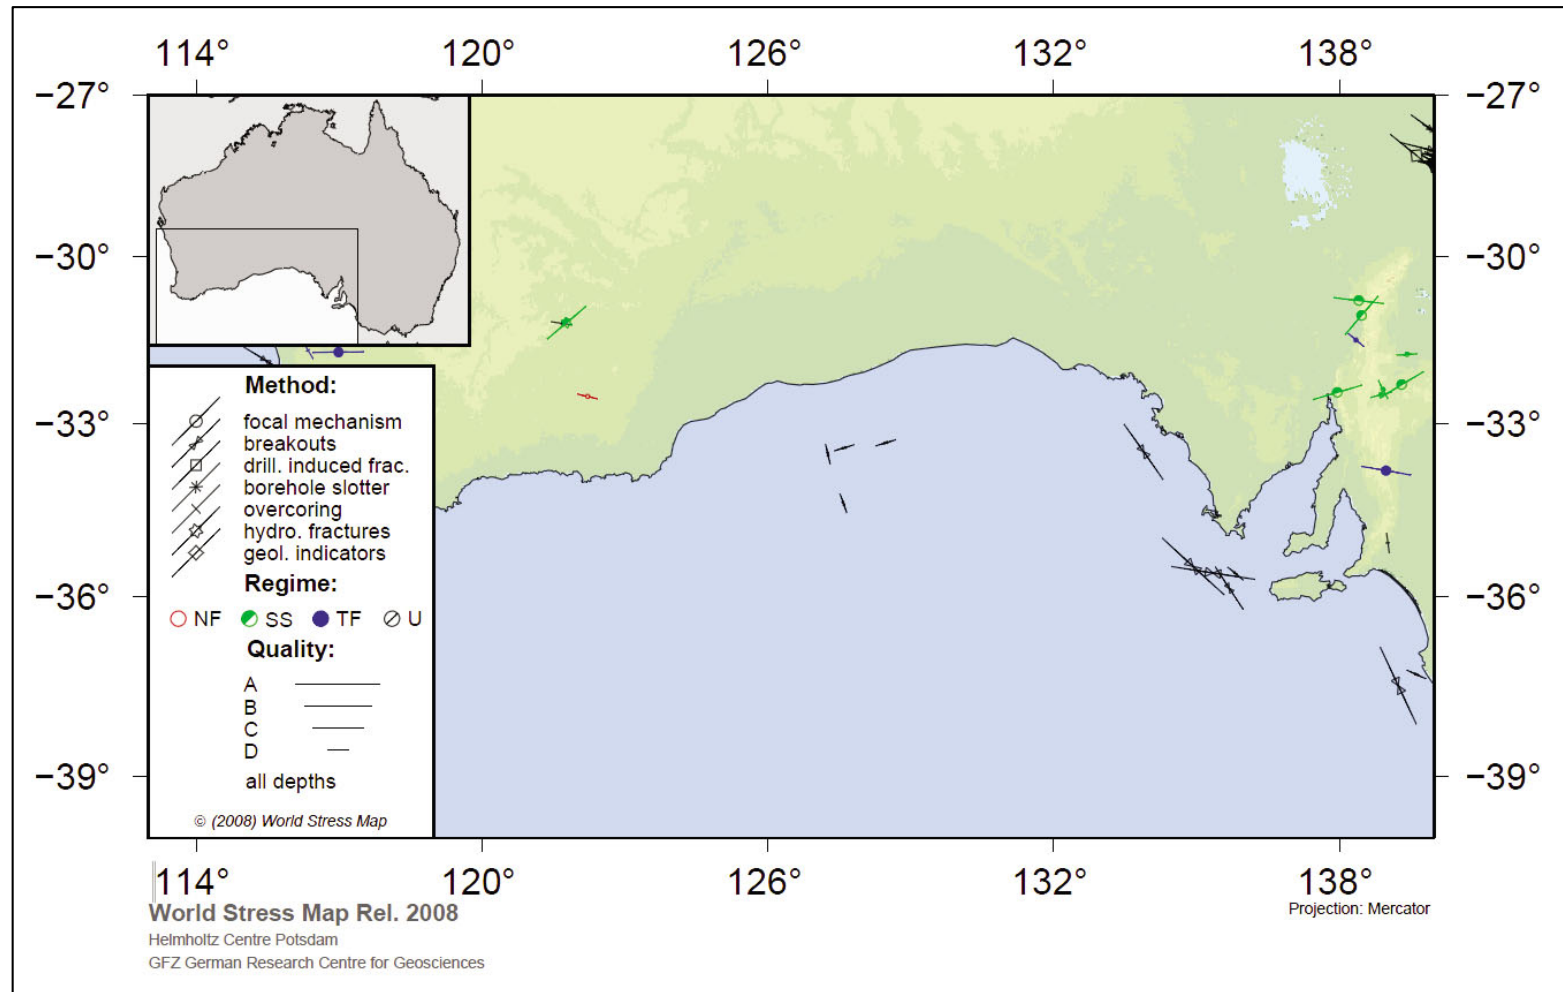 114° 120° 126° 132° 138°
−27° −27°
−30° −30°
−33° −33°
−36° −36°
−39° −39°
Method:
focal mechanism
breakouts
drill. induced frac.
borehole slotter
overcoring
hydro. fractures
geol. indicators
Regime:
NF SS TF U
Quality:
A
B
C
D
all depths
© (2008) World Stress Map
114° 120° 126° 132° 138°
World Stress Map Rel. 2008
Projection: Mercator
Helmholtz Centre Potsdam
GFZ German Research Centre for Geosciences